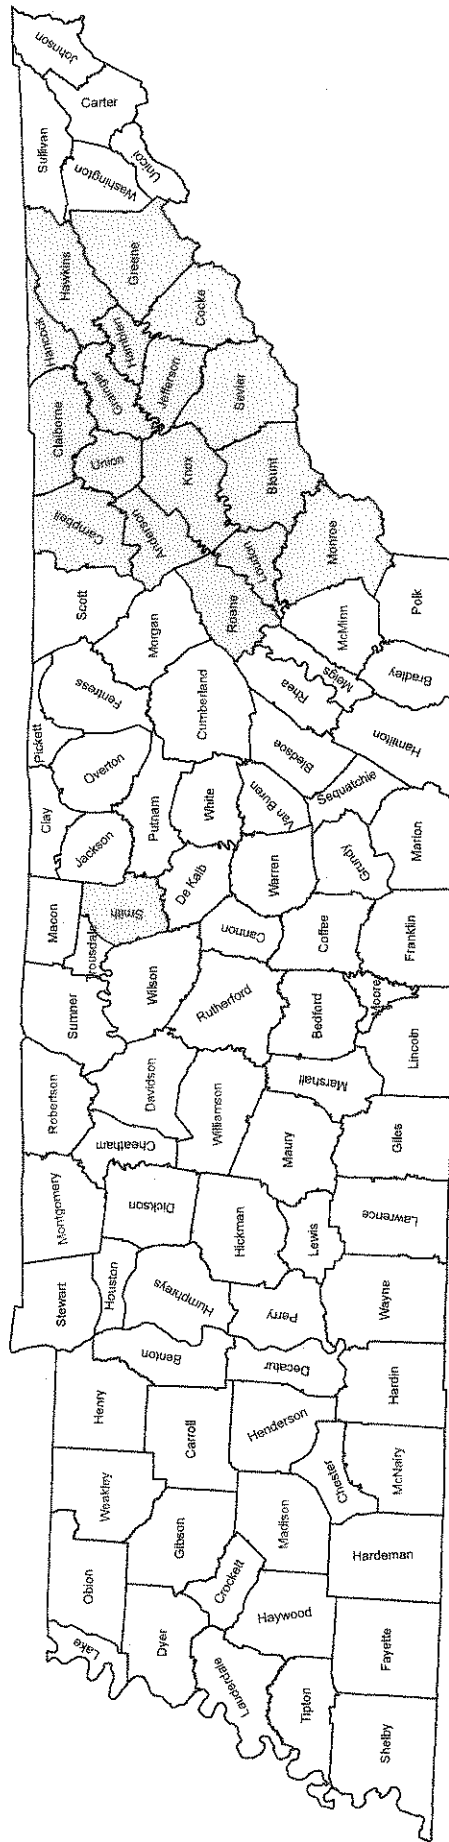 Johnson
Carter
Sullivan
Unicoi
Washington
Greene
Hawkins
Hancock
Hamblen
Cocke
Grainger
Jefferson
Sevier
Claiborne
Union
Knox
Blount
Campbell
Anderson
Loudon
Monroe
Roane
Scott
Morgan
McMinn
Polk
Meigs
Rhea
Bradley
Fentress
Cumberland
Pickett
Overton
Bledsoe
Hamilton
Clay
Jackson
Putnam
White
Van Buren
Sequatchie
Macon
Smith
De Kalb
Warren
Grundy
Marion
Trousdale
Cannon
Coffee
Sumner
Wilson
Rutherford
Bedford
Moore
Franklin
Lincoln
Robertson
Davidson
Cheatham
Williamson
Marshall
Maury
Giles
Montgomery
Dickson
Hickman
Lewis
Lawrence
Stewart
Houston
Humphreys
Perry
Wayne
Benton
Decatur
Henry
Carroll
Henderson
Hardin
Chester
McNairy
Weakley
Gibson
Madison
Hardeman
Obion
Crockett
Haywood
Lake
Dyer
Lauderdale
Tipton
Fayette
Shelby